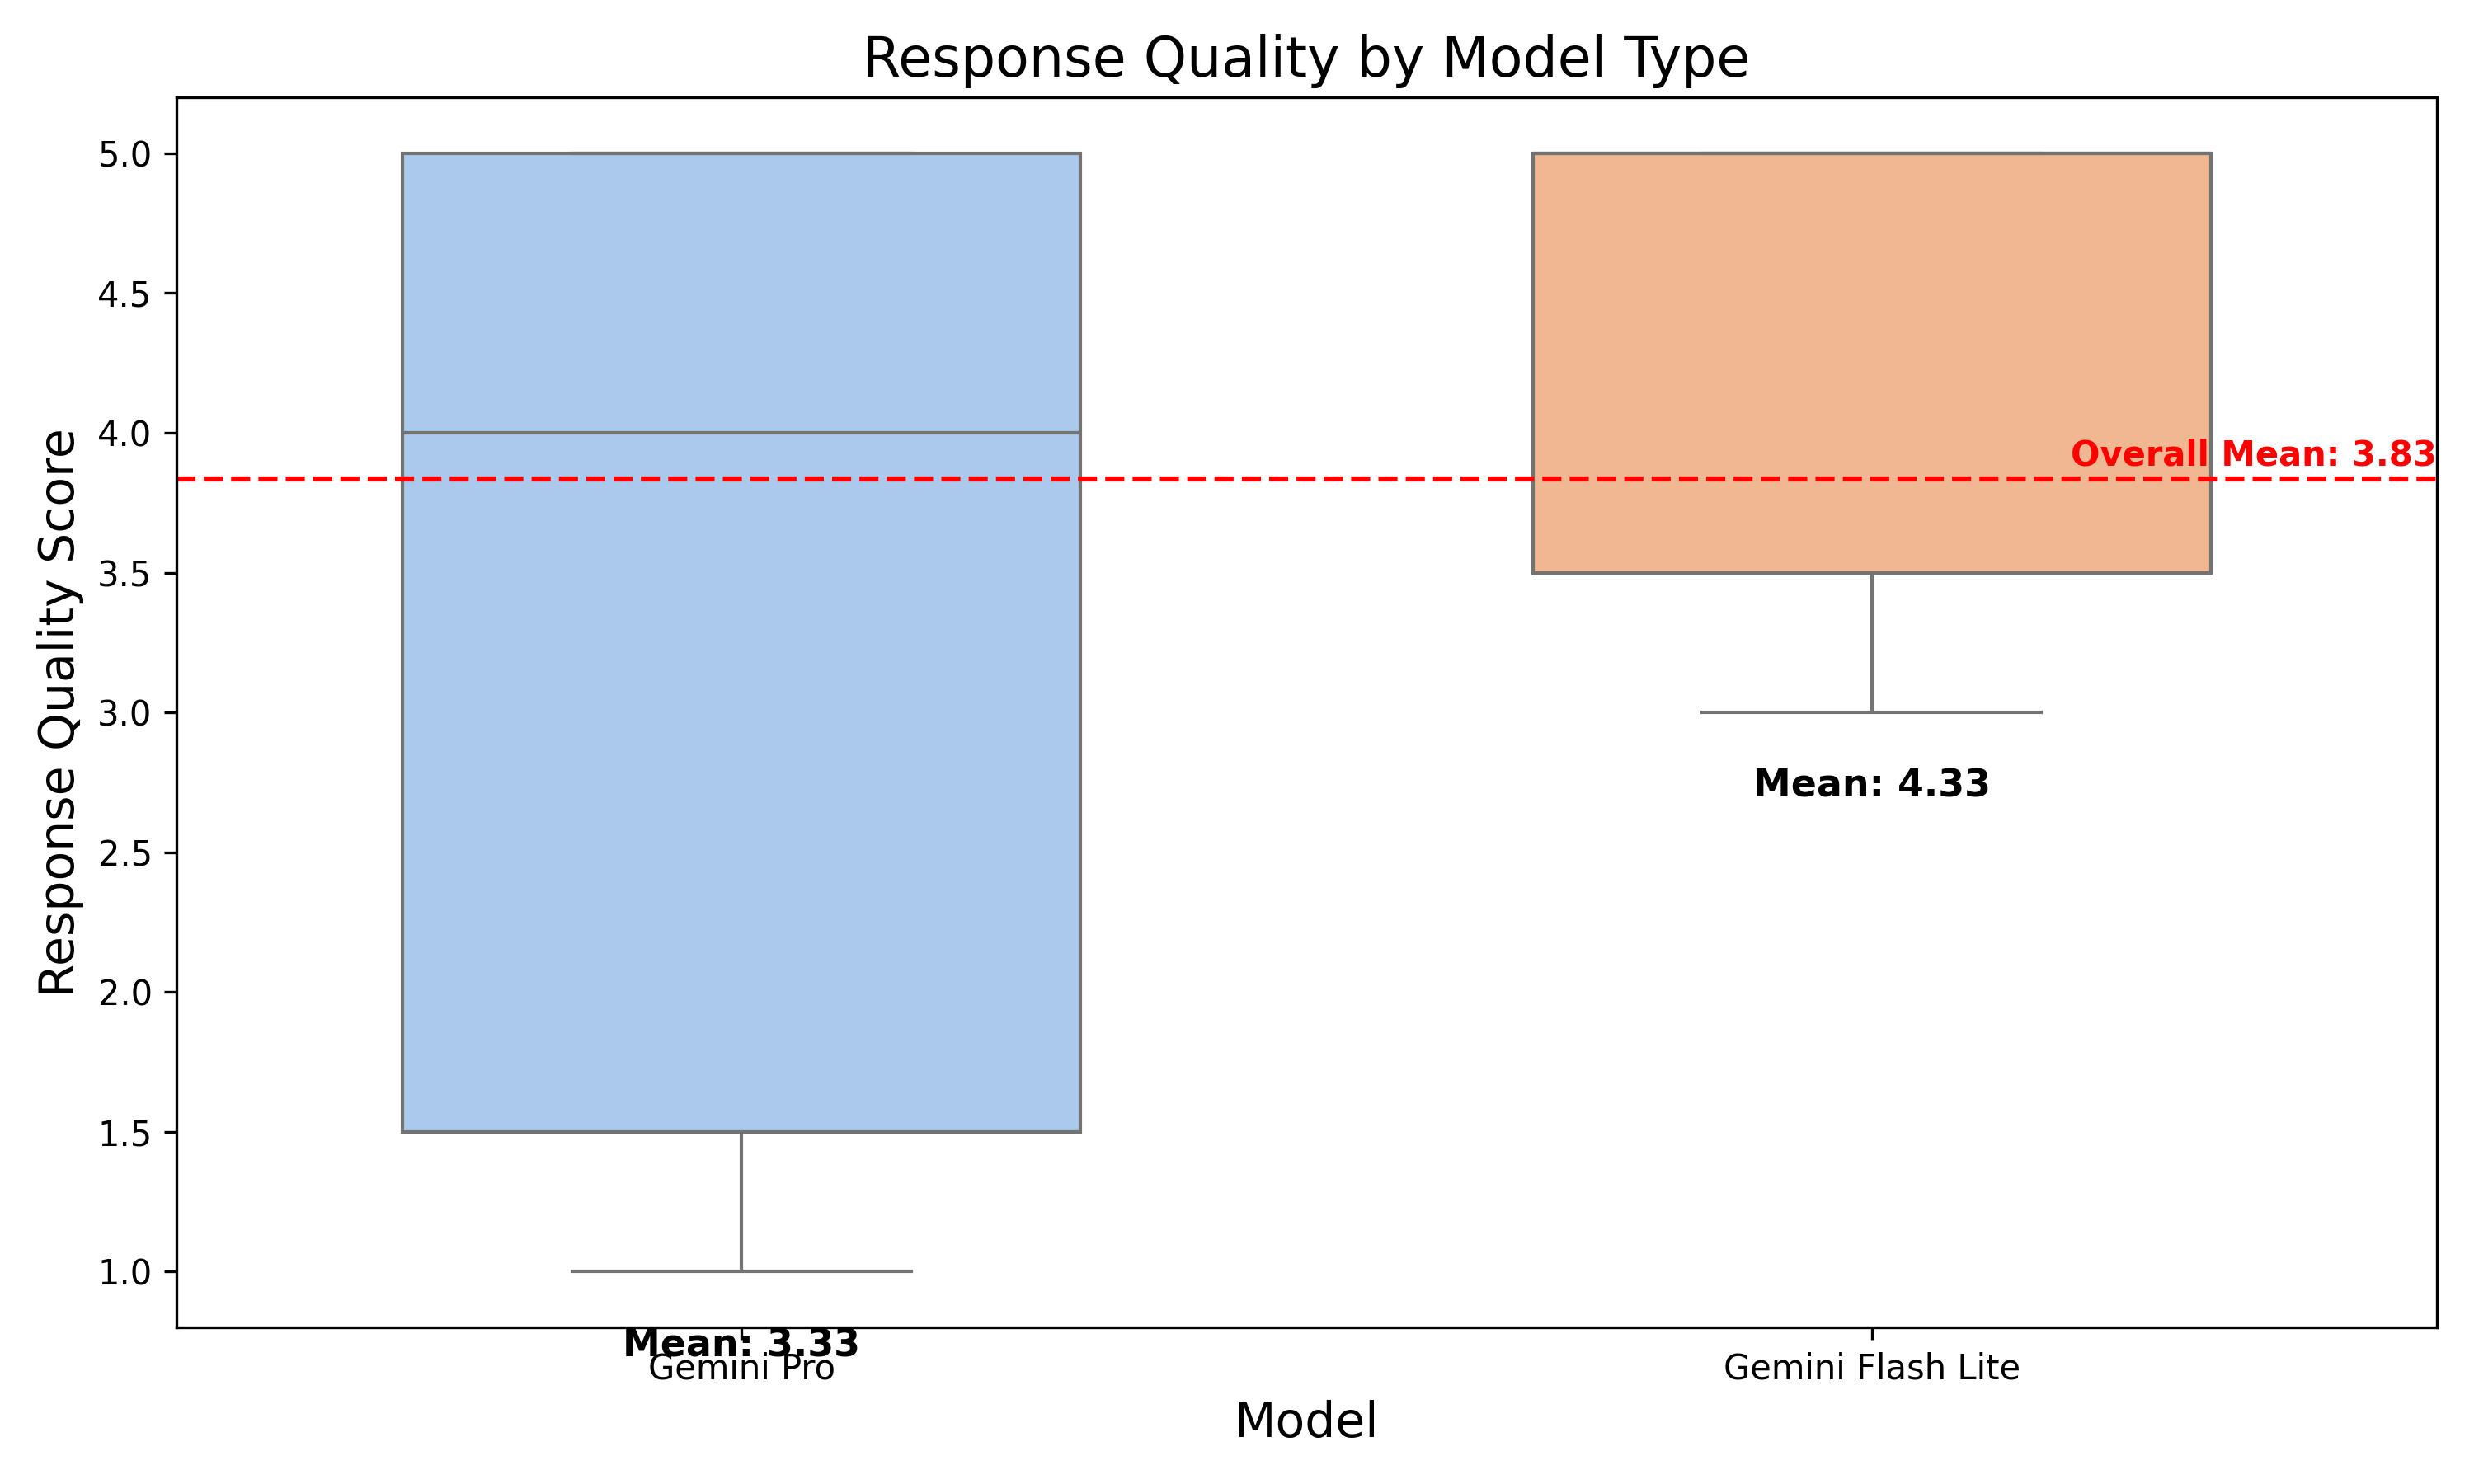 Response Quality by Model Type
Response Quality Score
5.0
4.5
4.0
3.5
3.0
2.5
2.0
1.5
1.0
Overall Mean: 3.83
Mean: 4.33
Mean: 3.33
Gemini Pro
Gemini Flash Lite
Model